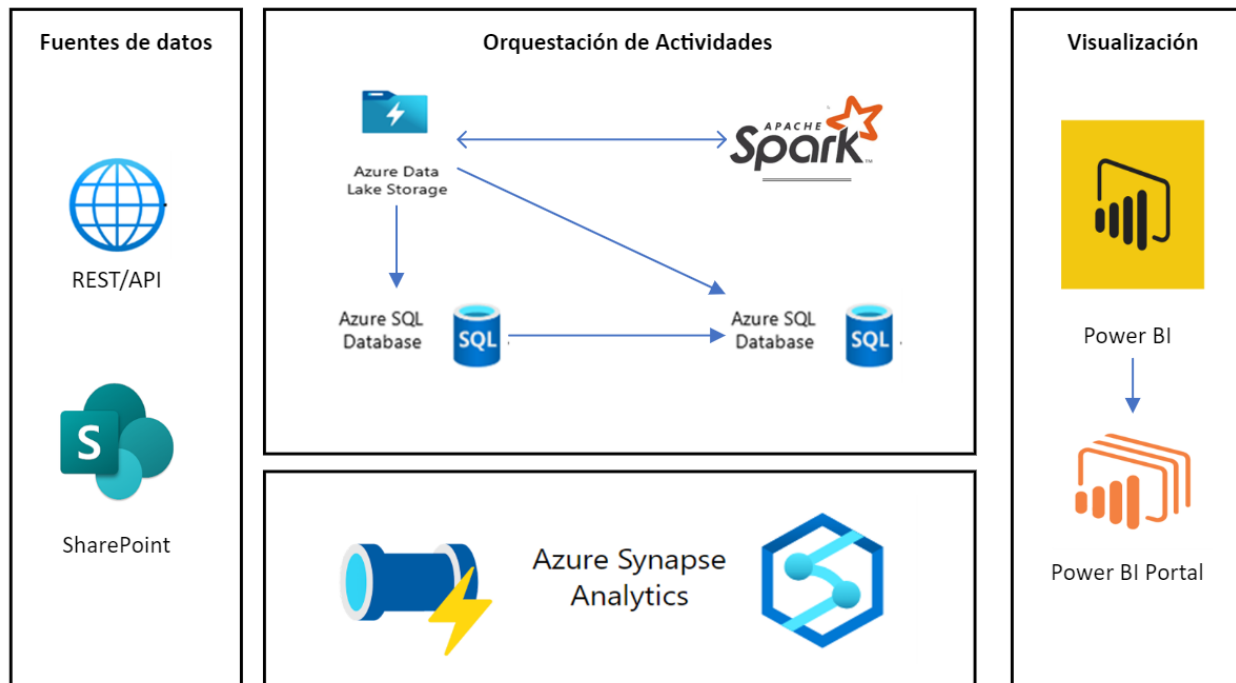 Fuentes de datos
REST/API
S
SharePoint
Orquestación de Actividades
Azure Data
Lake Storage
APACHE
Spark™
Azure SQL
Database
SQL
Azure SQL
Database
SQL
Azure Synapse
Analytics
Visualización
Power BI
Power BI Portal